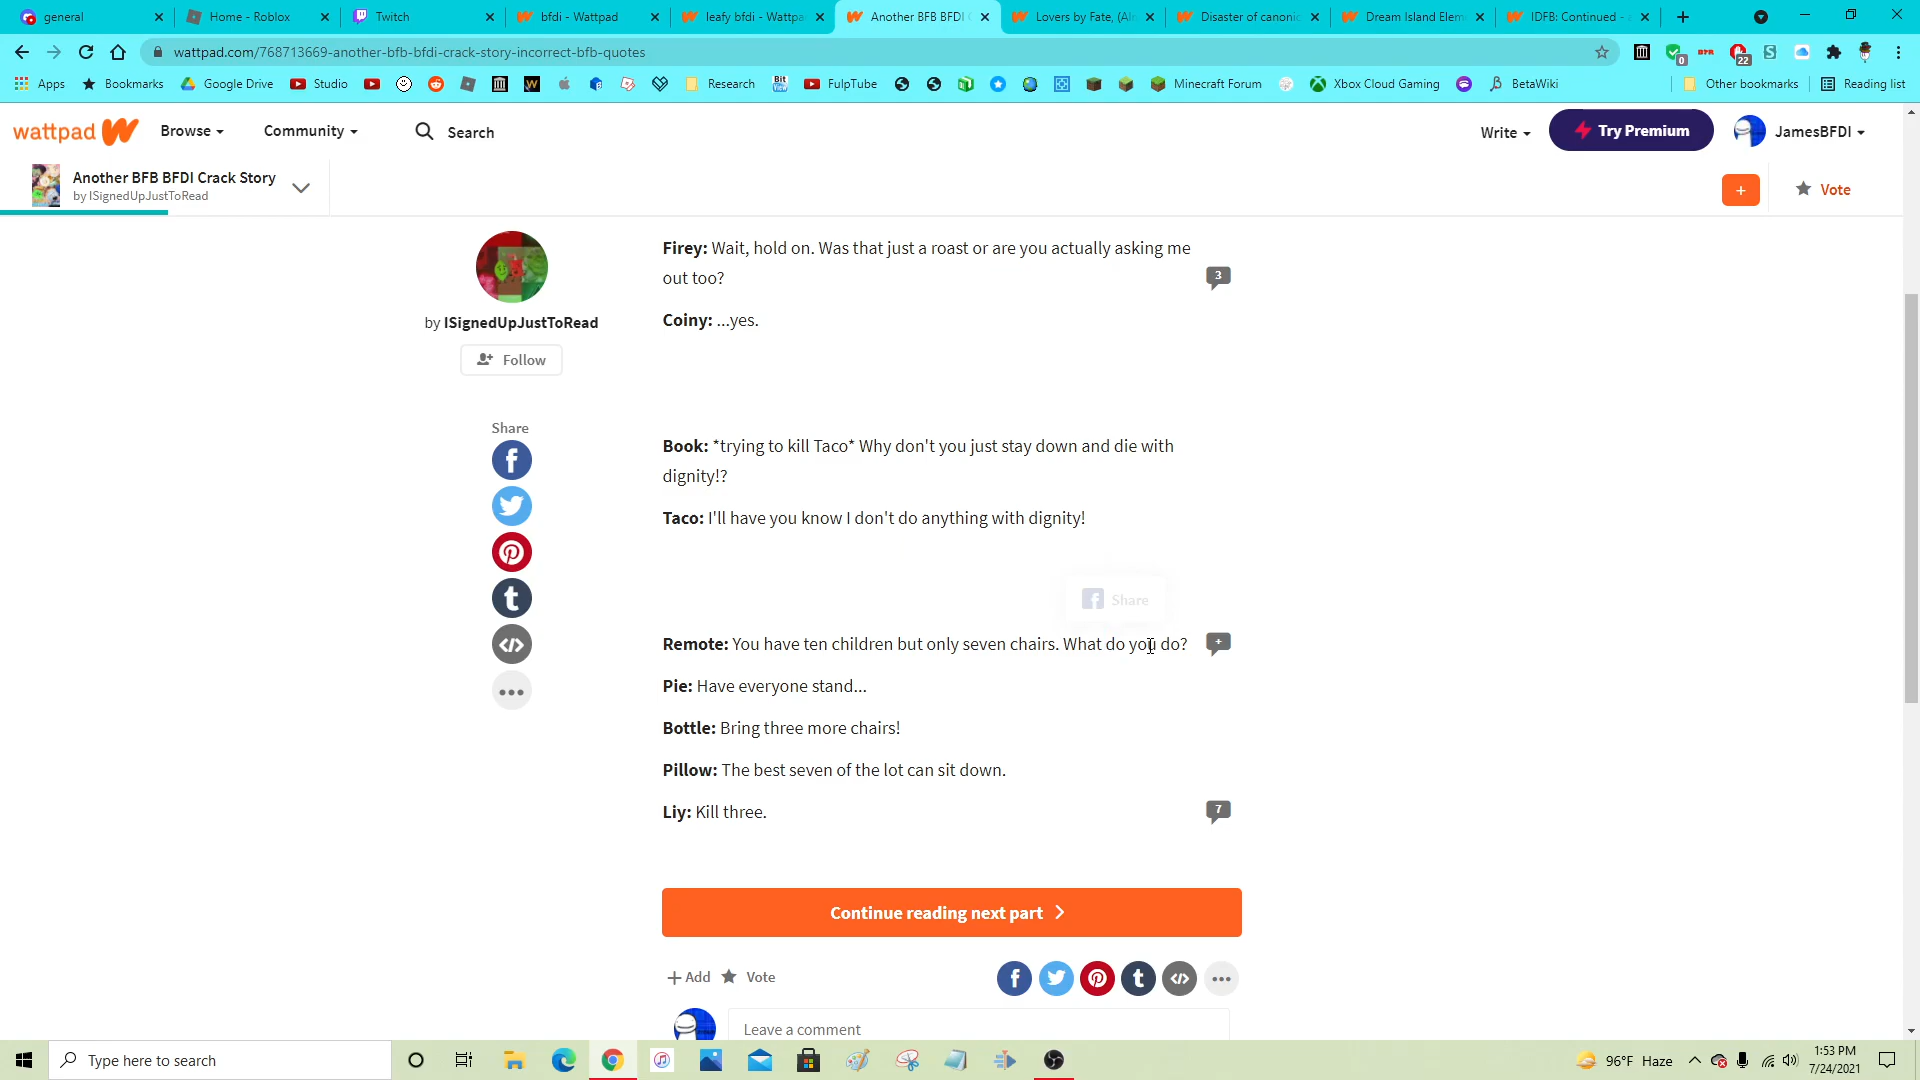 general
Home - Roblox
Twitch
bfdi - Wattpad
leafy bfdi - Wattpa
Another BFB BFDI
Lovers by Fate, (Al
Disaster of canonic
Dream Island Elem
IDFB: Continued -
wattpad.com/768713669-another-bfb-bfdi-crack-story-incorrect-bfb-quotes
0
22
Apps
Bookmarks
Google Drive
Studio
Research
FulpTube
Minecraft Forum
Xbox Cloud Gaming
BetaWiki
Other bookmarks
Reading list
wattpad
Browse
Community
Search
Write
Try Premium
JamesBFDI
Another BFB BFDI Crack Story
by ISignedUpJustToRead
+
Vote
by ISignedUpJustToRead
Follow
Share
Firey: Wait, hold on. Was that just a roast or are you actually asking me
out too?
3
Coiny: ...yes.
Book: *trying to kill Taco* Why don't you just stay down and die with
dignity!?
Taco: I'll have you know I don't do anything with dignity!
Share
Remote: You have ten children but only seven chairs. What do you do?
+
Pie: Have everyone stand...
Bottle: Bring three more chairs!
Pillow: The best seven of the lot can sit down.
Liy: Kill three.
7
Continue reading next part
+ Add
Vote
Leave a comment
Type here to search
96°F Haze
1:53 PM
7/24/2021